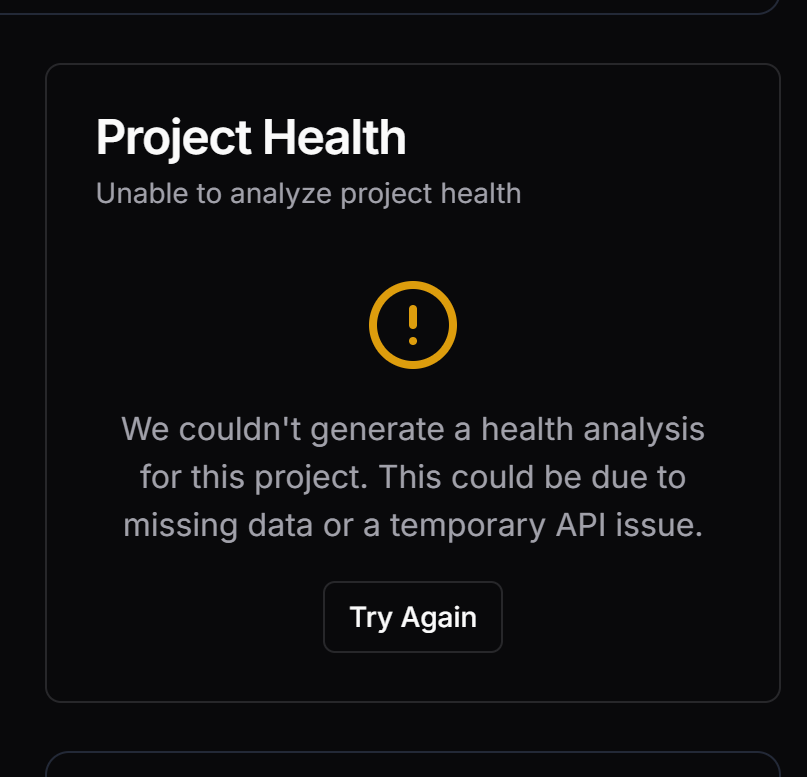 Project Health
Unable to analyze project health
We couldn't generate a health analysis
for this project. This could be due to
missing data or a temporary API issue.
Try Again